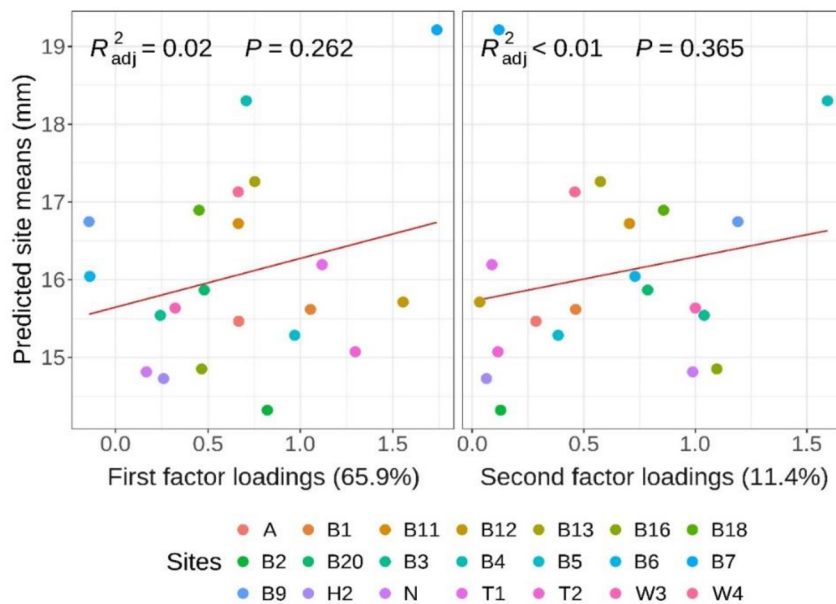 R²adj = 0.02 P = 0.262
R²adj < 0.01 P = 0.365
Predicted site means (mm)
19
18
17
16
15
0.0 0.5 1.0 1.5
0.0 0.5 1.0 1.5
First factor loadings (65.9%)
Second factor loadings (11.4%)
Sites
A B1 B11 B12 B13 B16 B18
B2 B20 B3 B4 B5 B6 B7
B9 H2 N T1 T2 W3 W4